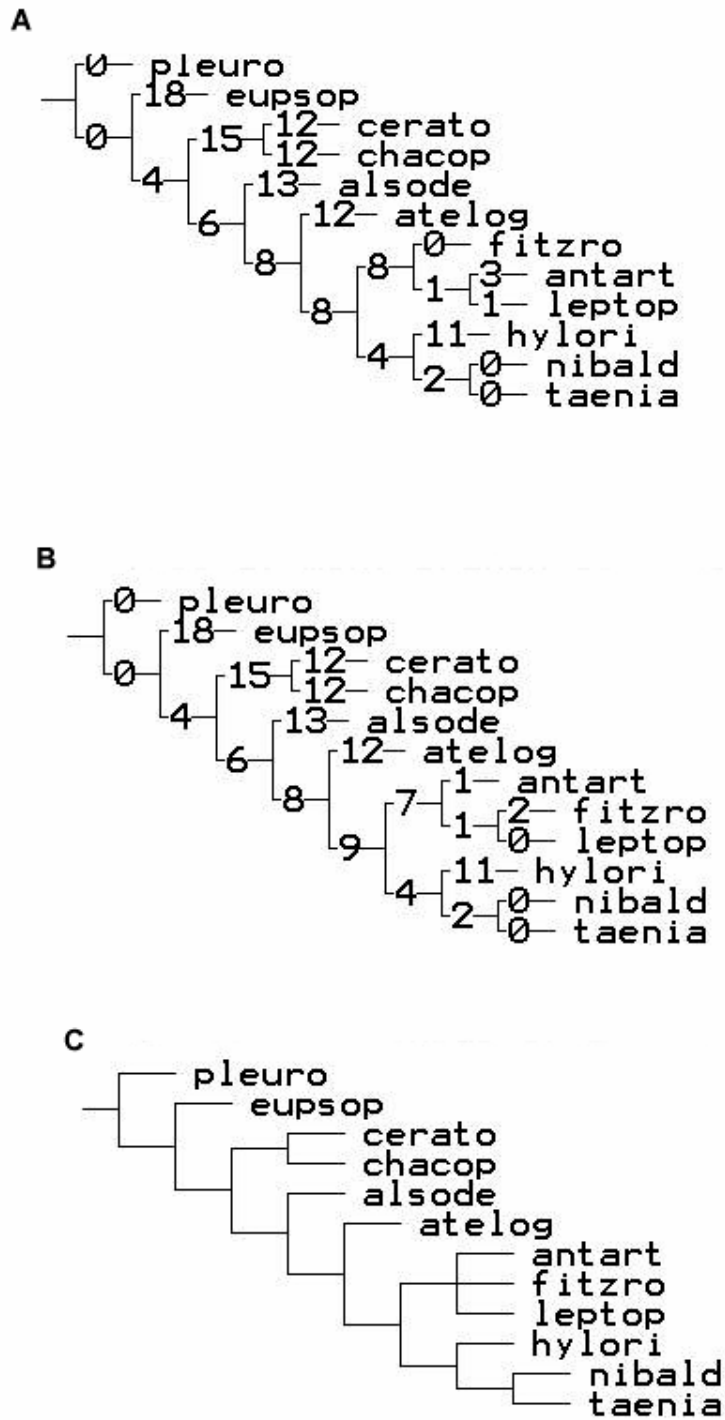 A
0 pleuro
18 eupsop
0
15 12 cerato
12 chacop
4
13 alsode
6
12 atelog
0 fitzro
8 8
3 antart
1
1 leptop
8
11 hylori
4
0 nibald
2
0 taenia
B
0 pleuro
18 eupsop
0
12 cerato
15
12 chacop
4
13 alsode
6
12 atelog
1 antart
8 7
2 fitzro
1
0 leptop
9
11 hylori
4
0 nibald
2
0 taenia
C
pleuro
eupsop
cerato
chacop
alsode
atelog
antart
fitzro
leptop
hylori
nibald
taenia